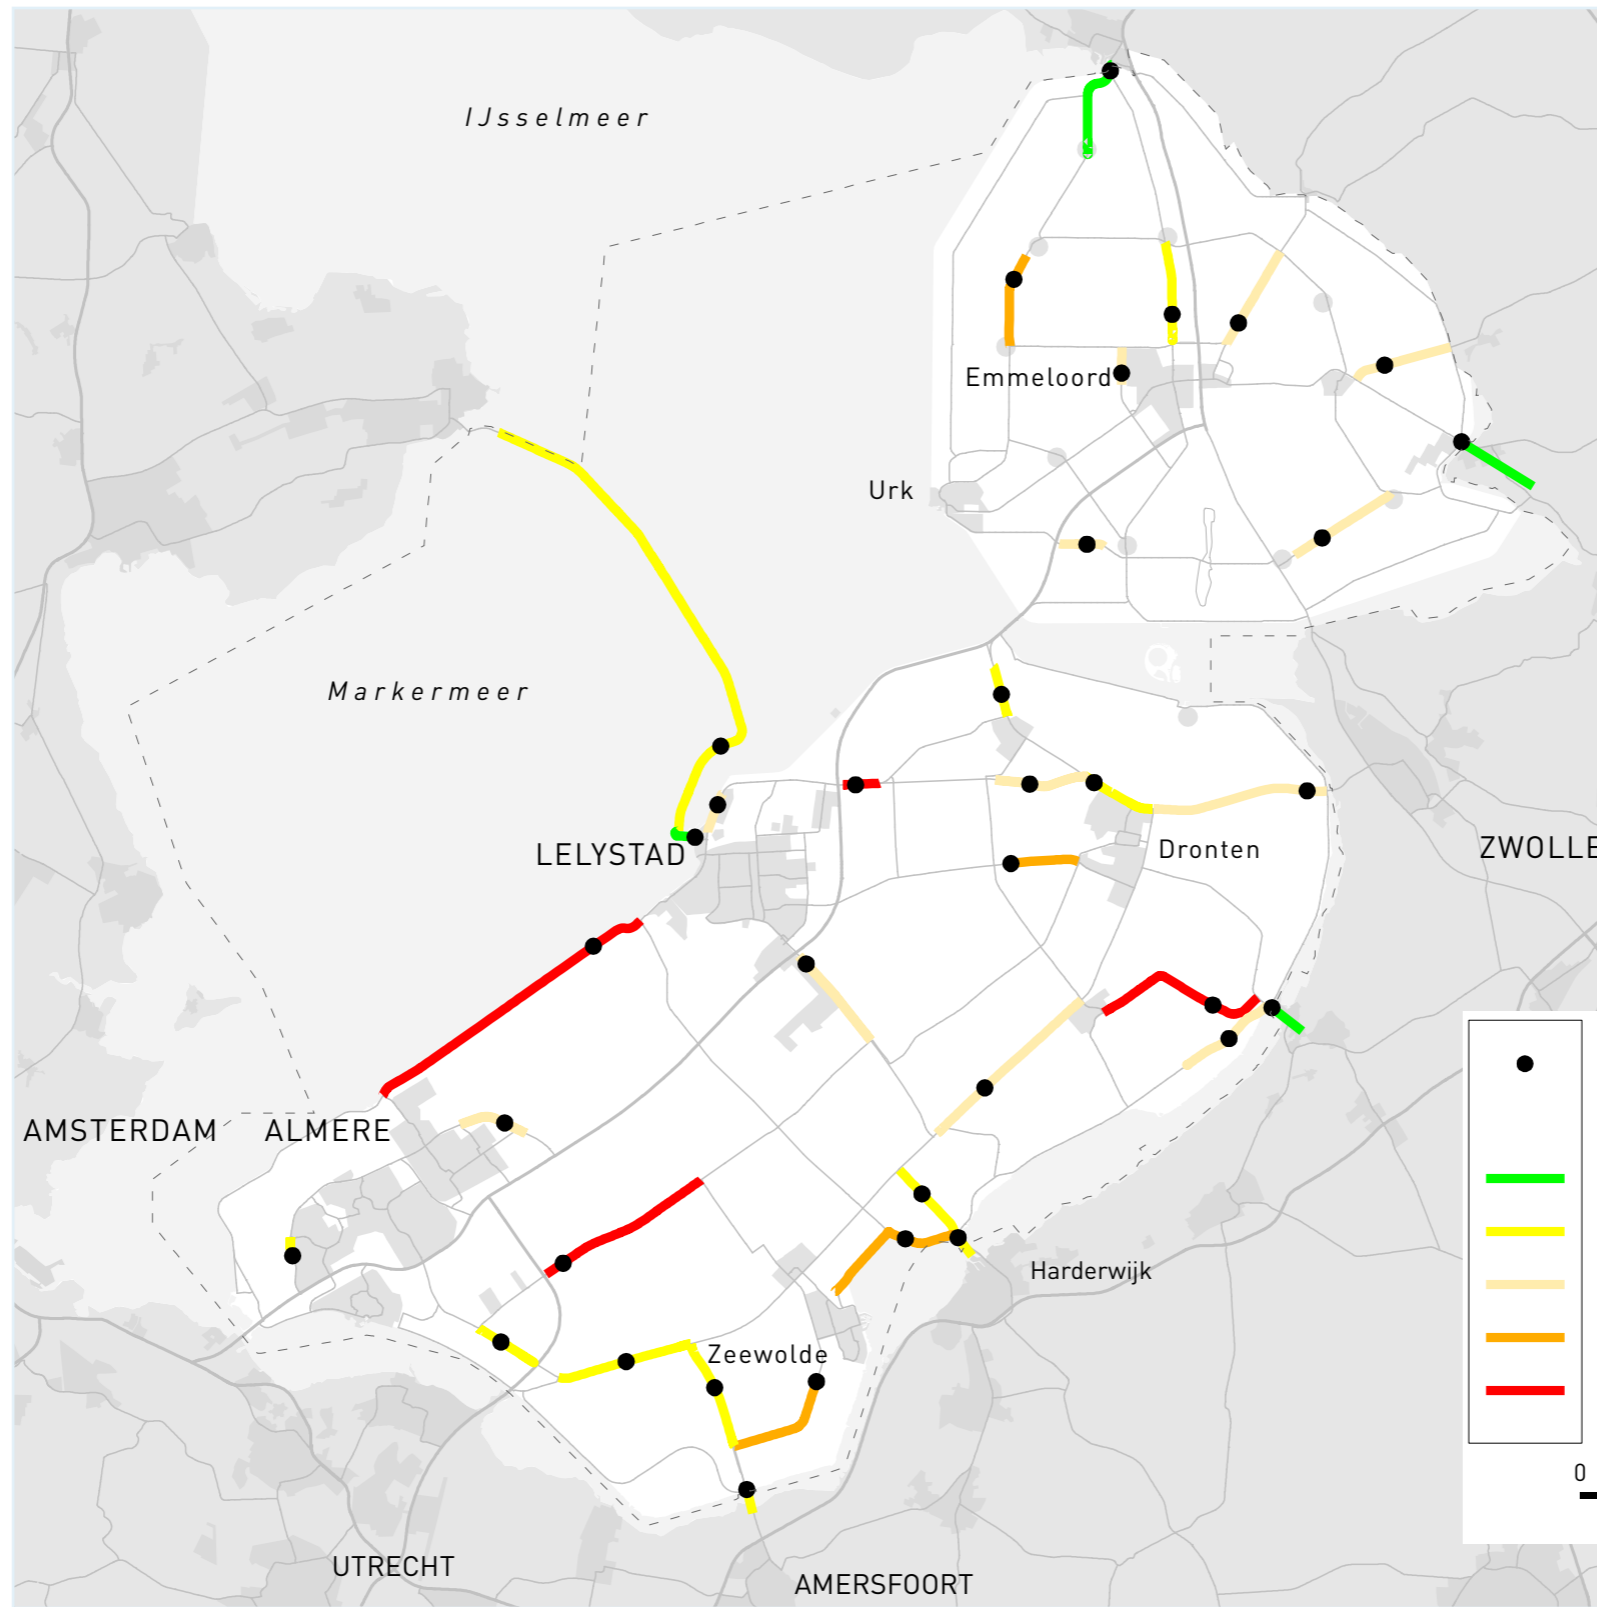 IJsselmeer
Emmeloord
Urk
Markermeer
LELYSTAD
Dronten
ZWOLLE
AMSTERDAM
ALMERE
Harderwijk
Zeewolde
0
UTRECHT
AMERSFOORT